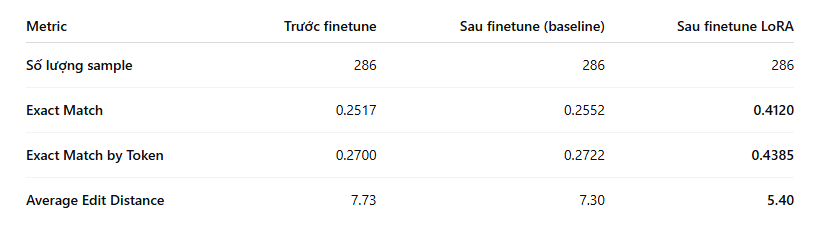 Metric Trước finetune Sau finetune (baseline) Sau finetune LoRA
Số lượng sample 286 286 286
Exact Match 0.2517 0.2552 0.4120
Exact Match by Token 0.2700 0.2722 0.4385
Average Edit Distance 7.73 7.30 5.40